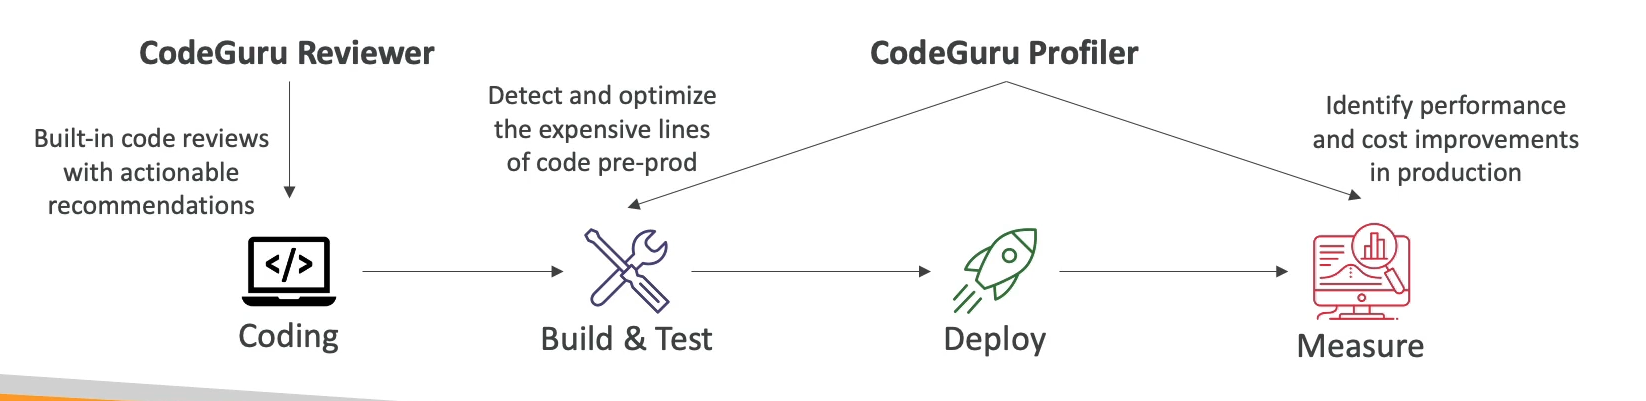 CodeGuru Reviewer
CodeGuru Profiler
Built-in code reviews
with actionable
recommendations
Detect and optimize
the expensive lines
of code pre-prod
Identify performance
and cost improvements
in production
</>
Coding
Build & Test
Deploy
Measure